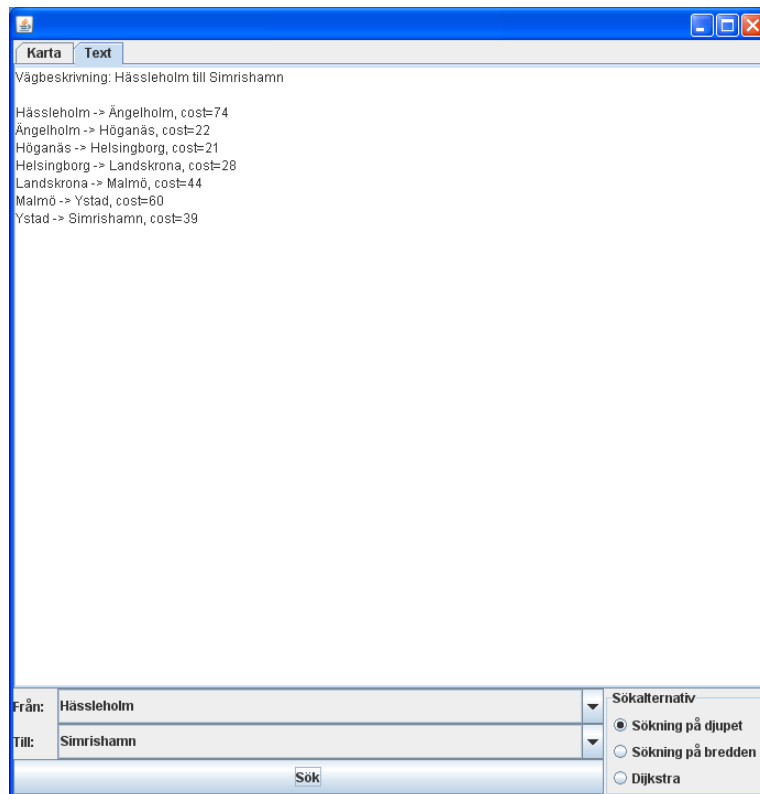 Karta Text
Vägbeskrivning: Hässleholm till Simrishamn
Hässleholm -> Ängelholm, cost=74
Ängelholm -> Höganäs, cost=22
Höganäs -> Helsingborg, cost=21
Helsingborg -> Landskrona, cost=28
Landskrona -> Malmö, cost=44
Malmö -> Ystad, cost=60
Ystad -> Simrishamn, cost=39
Från: Hässleholm
Till: Simrishamn
Sök
Sökalternativ
Sökning på djupet
Sökning på bredden
Dijkstra